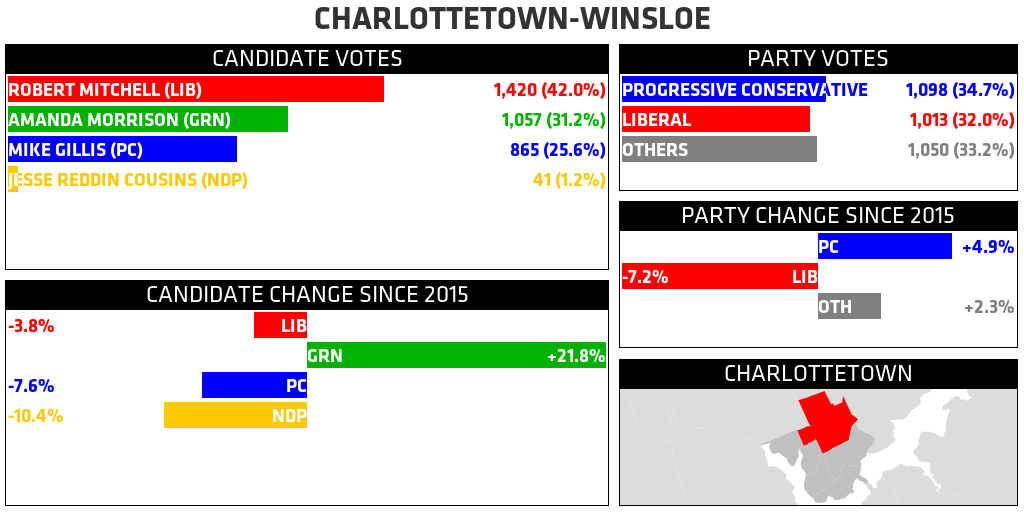 CHARLOTTETOWN-WINSLOE
CANDIDATE VOTES
ROBERT MITCHELL (LIB) 1,420 (42.0%)
AMANDA MORRISON (GRN) 1,057 (31.2%)
MIKE GILLIS (PC) 865 (25.6%)
JESSE REDDIN COUSINS (NDP) 41 (1.2%)
CANDIDATE CHANGE SINCE 2015
-3.8% LIB
GRN +21.8%
-7.6% PC
-10.4% NDP
PARTY VOTES
PROGRESSIVE CONSERVATIVE 1,098 (34.7%)
LIBERAL 1,013 (32.0%)
OTHERS 1,050 (33.2%)
PARTY CHANGE SINCE 2015
PC +4.9%
-7.2% LIB
OTH +2.3%
CHARLOTTETOWN